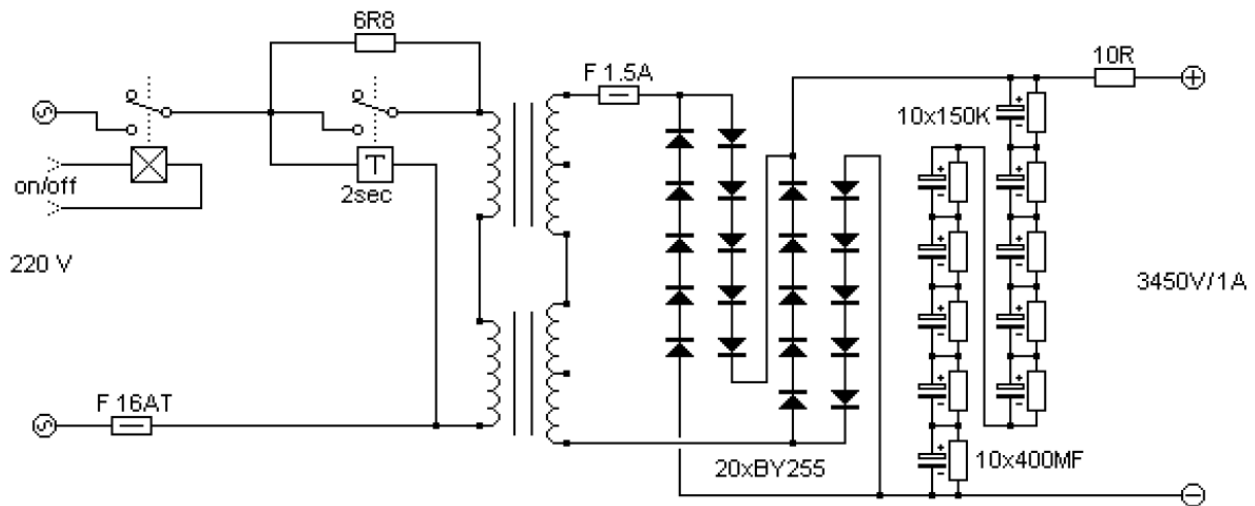 6R8
F 1.5A
10R
10x150K
T
on/off
2sec
220 V
3450V/1A
F 16AT
20xBY255
10x400MF